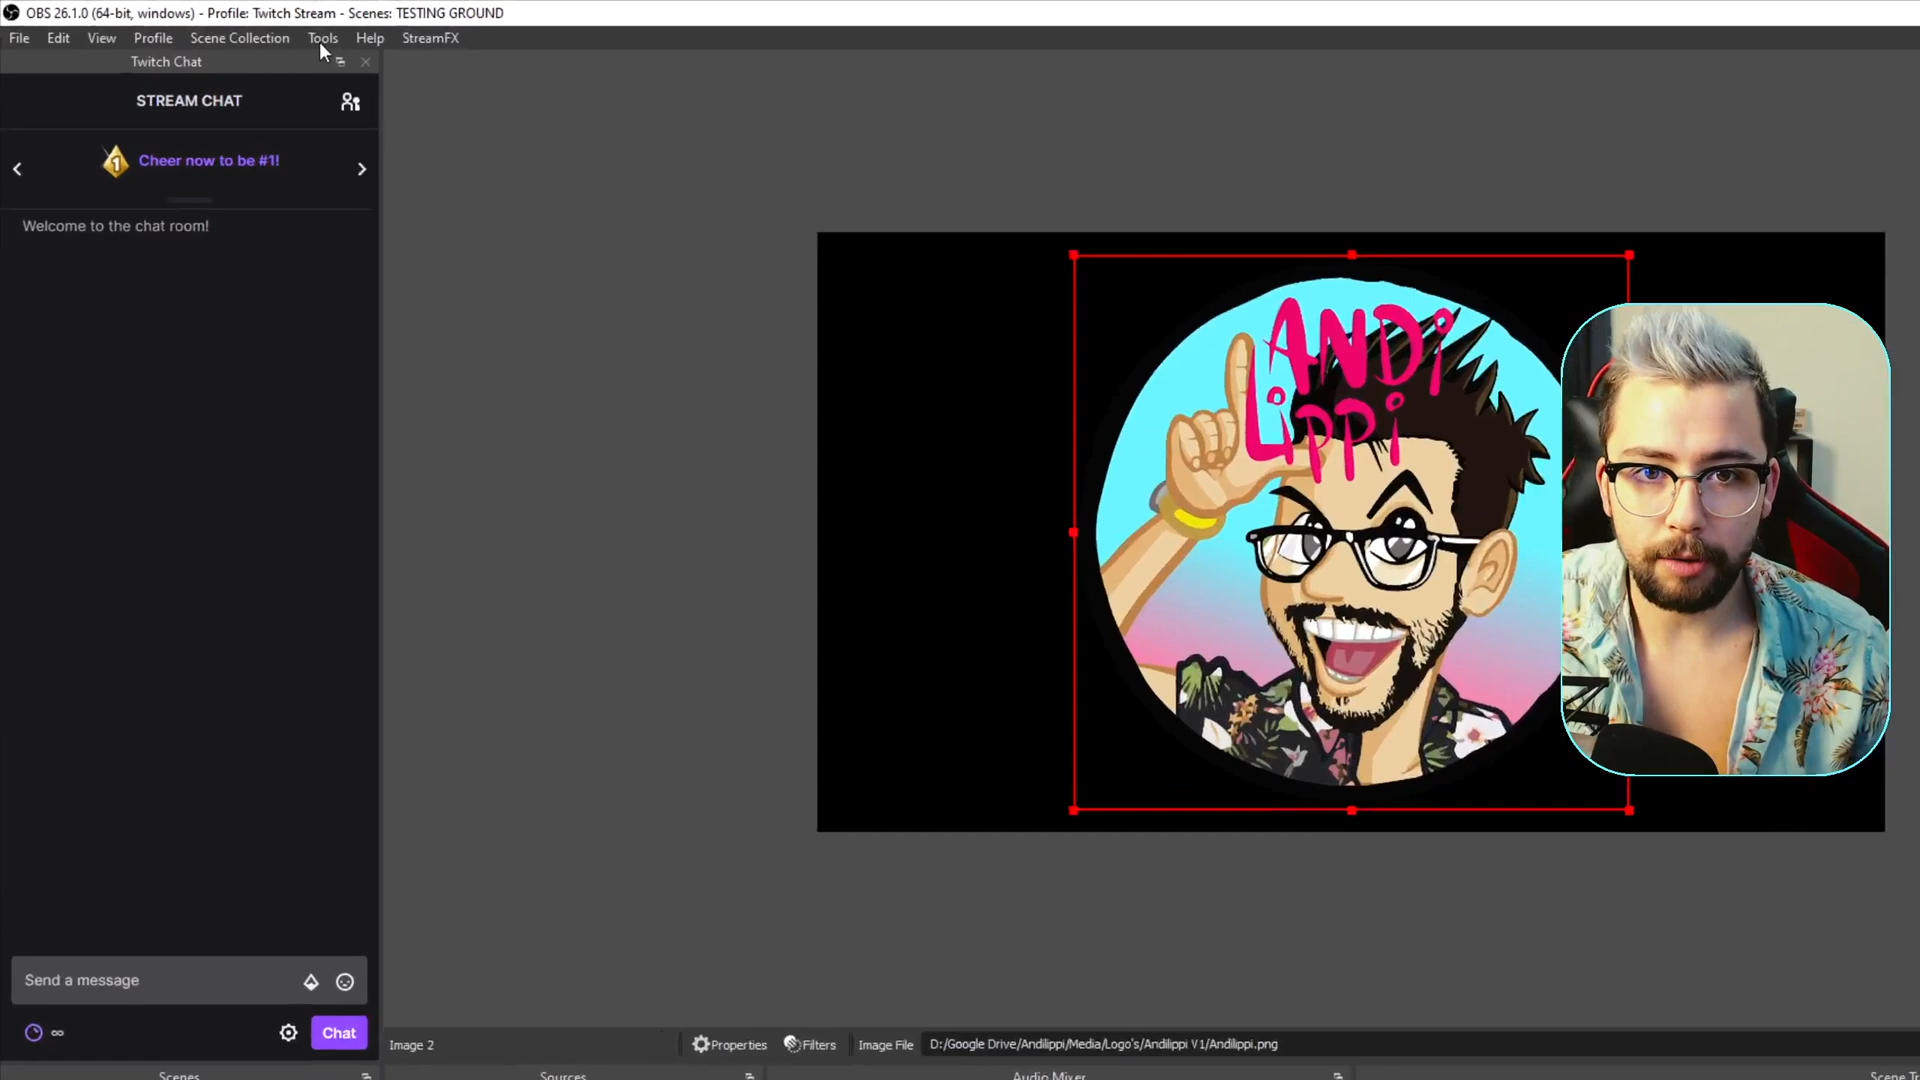 OBS 26.1.0 (64-bit, windows) - Profile: Twitch Stream - Scenes: TESTING GROUND
File Edit View Profile Scene Collection Tools Help StreamFX
Twitch Chat
STREAM CHAT
1 Cheer now to be #1!
Welcome to the chat room!
ANDi
Lippi
Send a message
Chat
Image 2 Properties Filters Image File D:/Google Drive/Andilippi/Media/Logo's/Andilippi V1/Andilippi.png
Scenes Sources Audio Mixer Scene